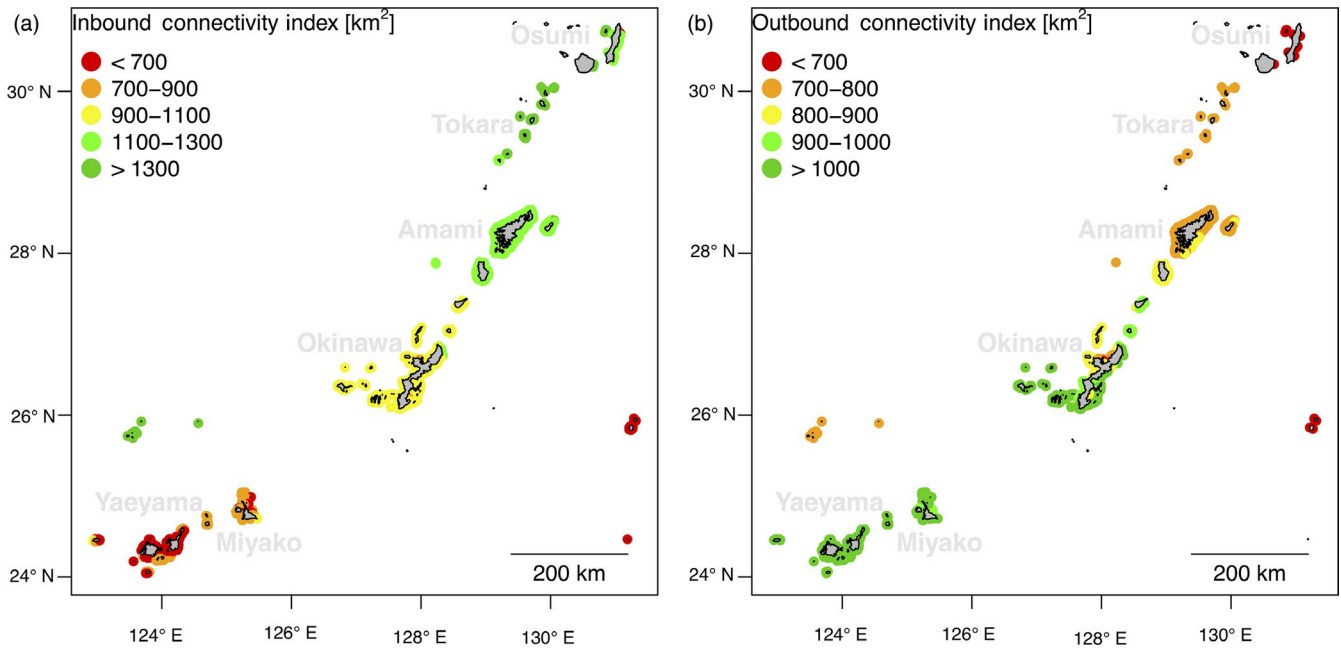 (a) Inbound connectivity index [km²]
< 700
700–900
900–1100
1100–1300
> 1300
Osumi
Tokara
Amami
Okinawa
Yaeyama
Miyako
200 km
30° N
28° N
26° N
24° N
124° E
126° E
128° E
130° E
(b) Outbound connectivity index [km²]
< 700
700–800
800–900
900–1000
> 1000
Osumi
Tokara
Amami
Okinawa
Yaeyama
Miyako
200 km
30° N
28° N
26° N
24° N
124° E
126° E
128° E
130° E